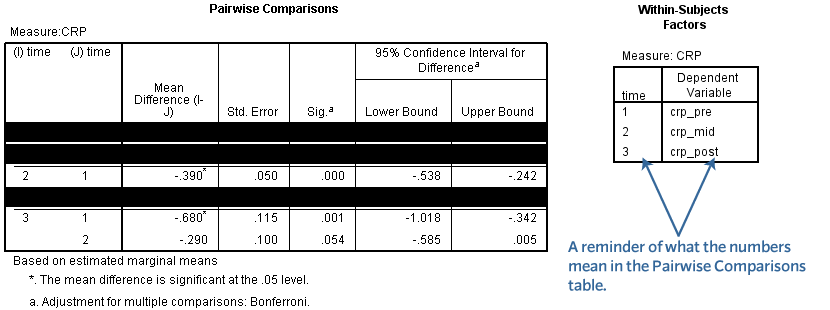 Pairwise Comparisons
Measure:CRP
(I) time (J) time Mean Difference (I-J) Std. Error Sig.a 95% Confidence Interval for Differencea
Lower Bound Upper Bound
2 1 -.390* .050 .000 -.538 -.242
3 1 -.680* .115 .001 -1.018 -.342
2 -.290 .100 .054 -.585 .005
Based on estimated marginal means
*. The mean difference is significant at the .05 level.
a. Adjustment for multiple comparisons: Bonferroni.
Within-Subjects
Factors
Measure: CRP
time Dependent Variable
1 crp_pre
2 crp_mid
3 crp_post
A reminder of what the numbers
mean in the Pairwise Comparisons
table.